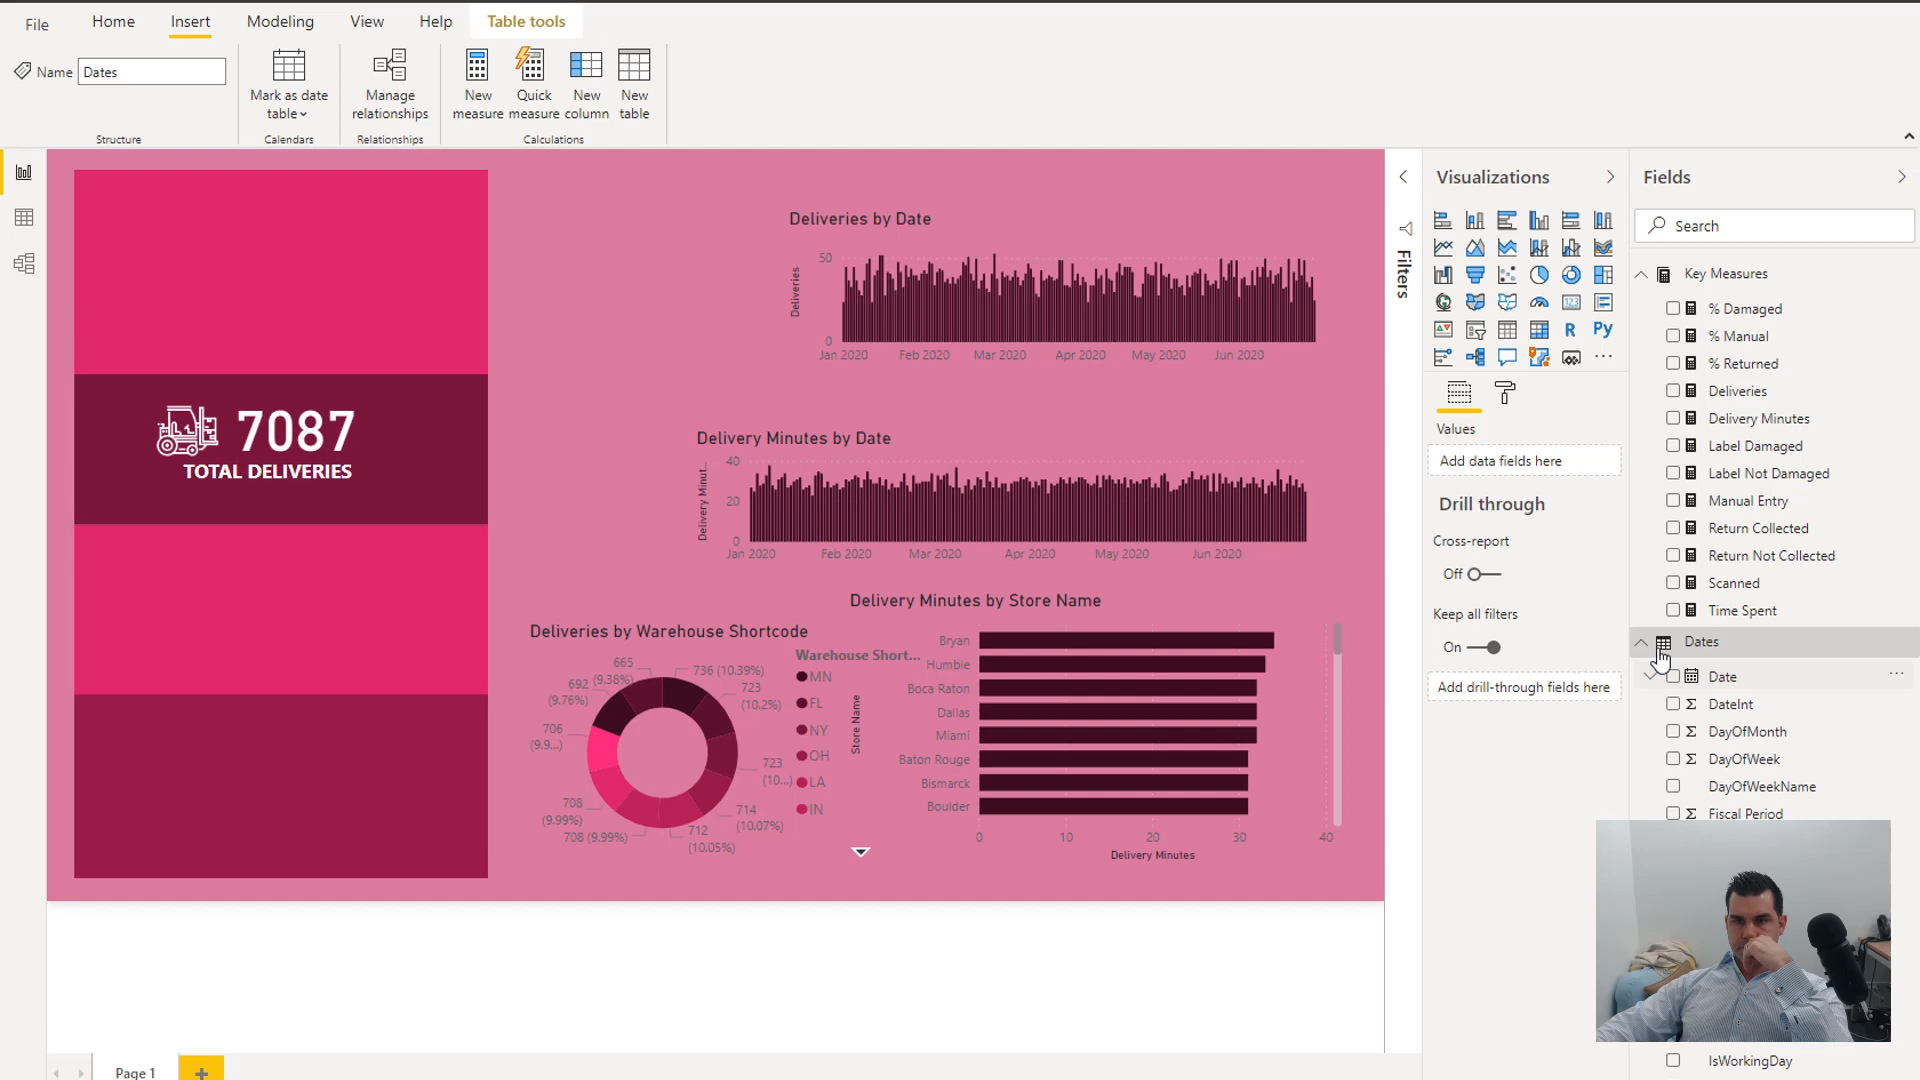 File
Home
Insert
Modeling
View
Help
Table tools
Name
Dates
Mark as date
table
Manage
relationships
New
measure
Quick
measure
New
column
New
table
Structure
Calendars
Relationships
Calculations
7087
TOTAL DELIVERIES
Deliveries by Date
Deliveries
50
0
Jan 2020
Feb 2020
Mar 2020
Apr 2020
May 2020
Jun 2020
Delivery Minutes by Date
Delivery Minut...
40
20
0
Jan 2020
Feb 2020
Mar 2020
Apr 2020
May 2020
Jun 2020
Deliveries by Warehouse Shortcode
665
(9.38%)
736 (10.39%)
692
(9.76%)
723
(10.2%)
706
(9.9...)
723
(10...)
708
(9.99%)
714
(10.07%)
708 (9.99%)
712
(10.05%)
Warehouse Short...
MN
FL
NY
OH
LA
IN
Delivery Minutes by Store Name
Store Name
Bryan
Humble
Boca Raton
Dallas
Miami
Baton Rouge
Bismarck
Boulder
0
10
20
30
40
Delivery Minutes
Filters
Visualizations
123
R
Py
Values
Add data fields here
Drill through
Cross-report
Off
Keep all filters
On
Add drill-through fields here
Fields
Search
Key Measures
% Damaged
% Manual
% Returned
Deliveries
Delivery Minutes
Label Damaged
Label Not Damaged
Manual Entry
Return Collected
Return Not Collected
Scanned
Time Spent
Dates
Date
DateInt
DayOfMonth
DayOfWeek
DayOfWeekName
Fiscal Period
IsWorkingDay
Page 1